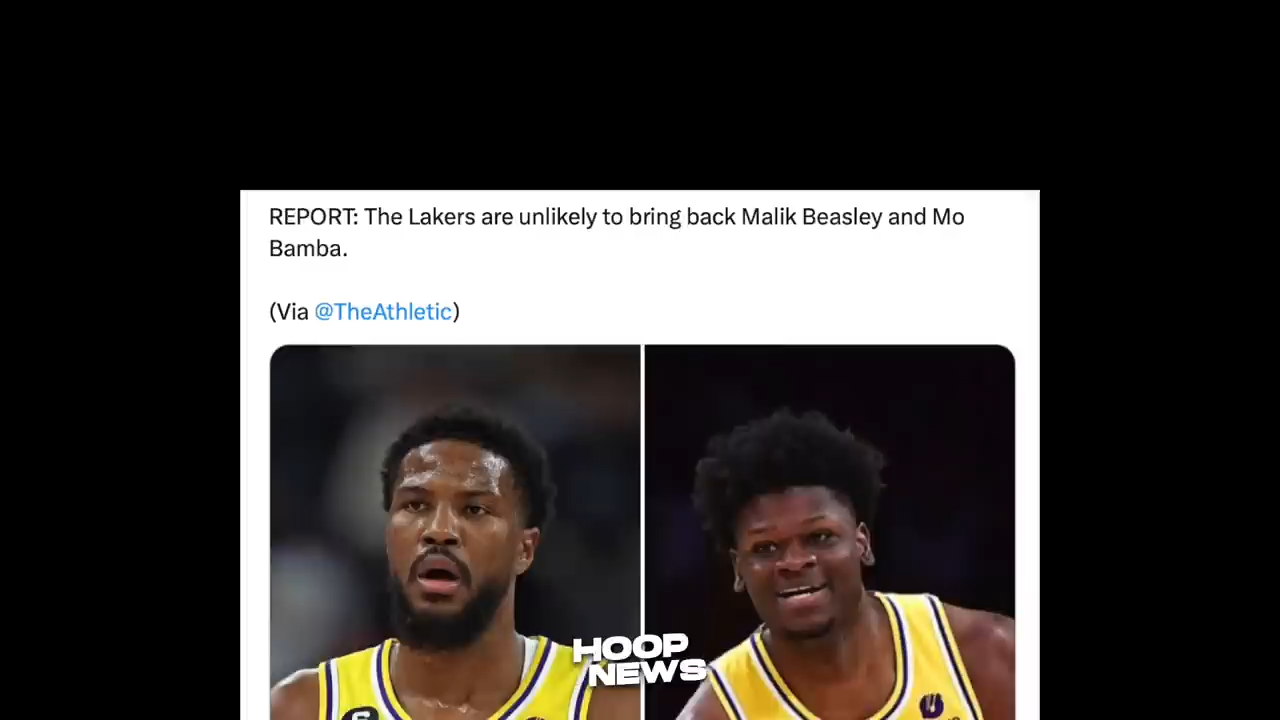 REPORT: The Lakers are unlikely to bring back Malik Beasley and Mo
Bamba.
(Via @TheAthletic)
HOOP
NEWS